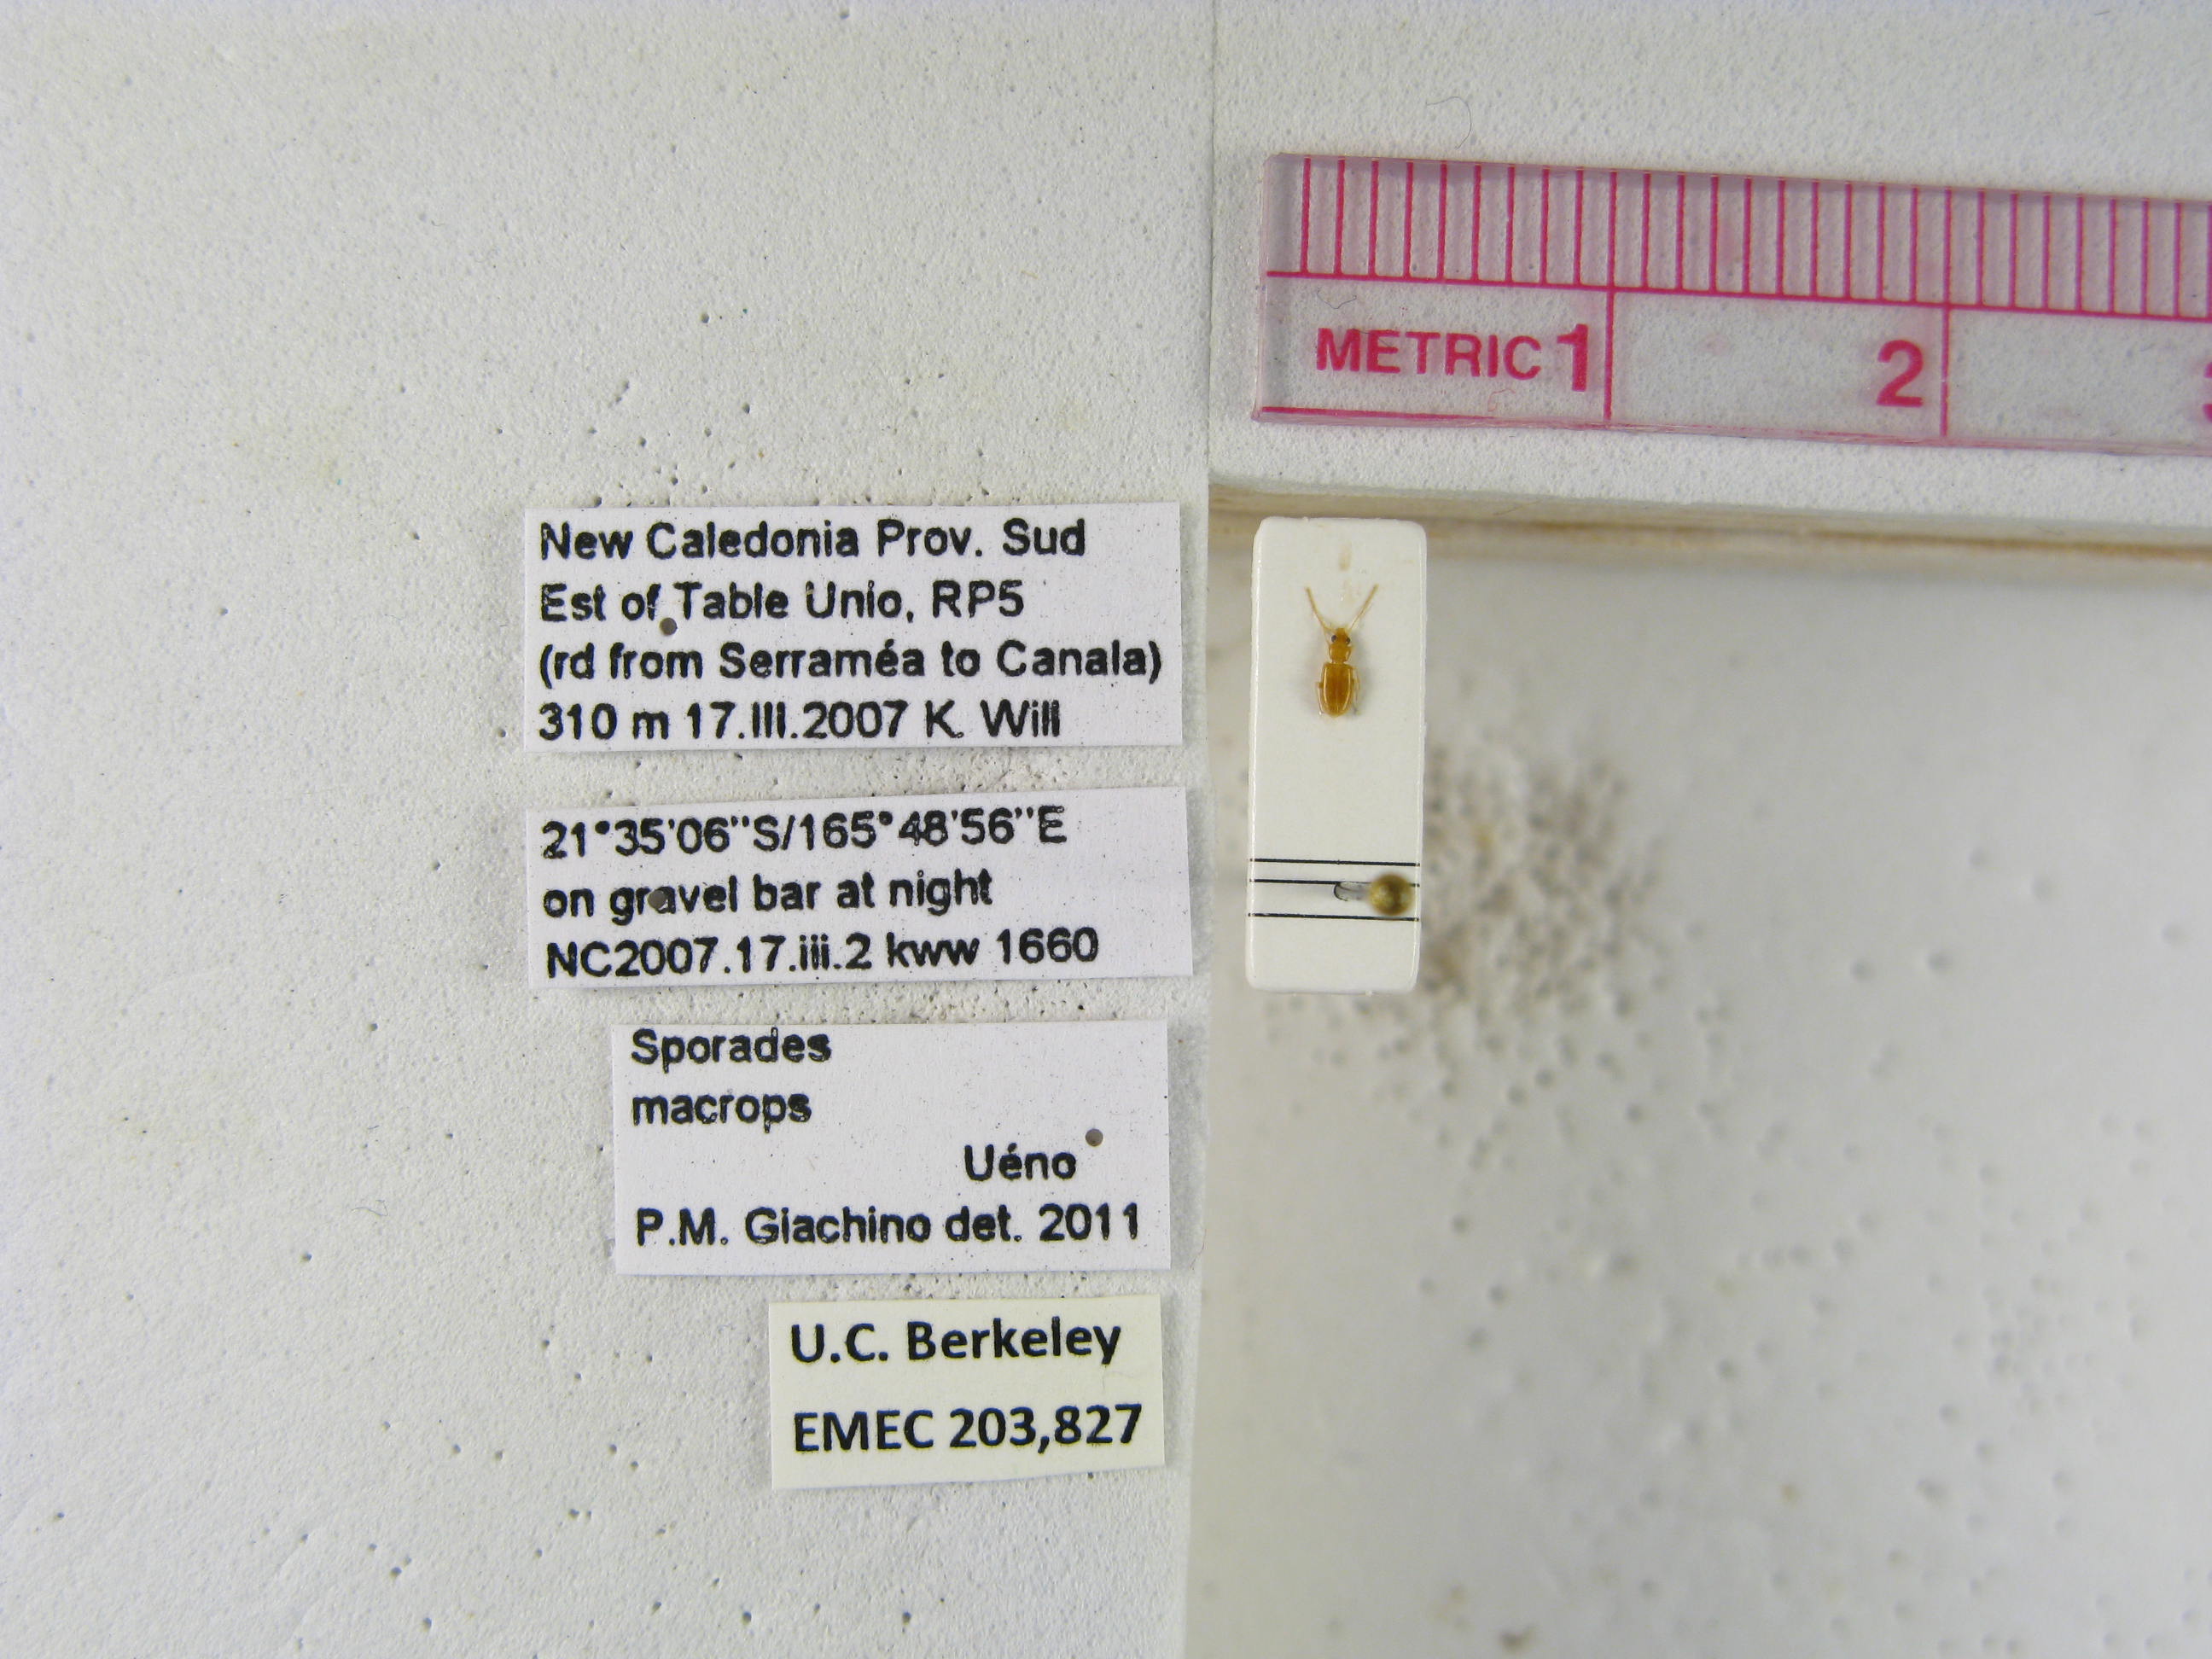 New Caledonia Prov. Sud
Est of Table Unio, RP5
(rd from Serraméa to Canala)
310 m 17.III.2007 K. Will
21°35'06"S/165°48'56"E
on gravel bar at night
NC2007.17.iii.2 kww 1660
Sporades
macrops
Uéno
P.M. Giachino det. 2011
U.C. Berkeley
EMEC 203,827
METRIC 1 2